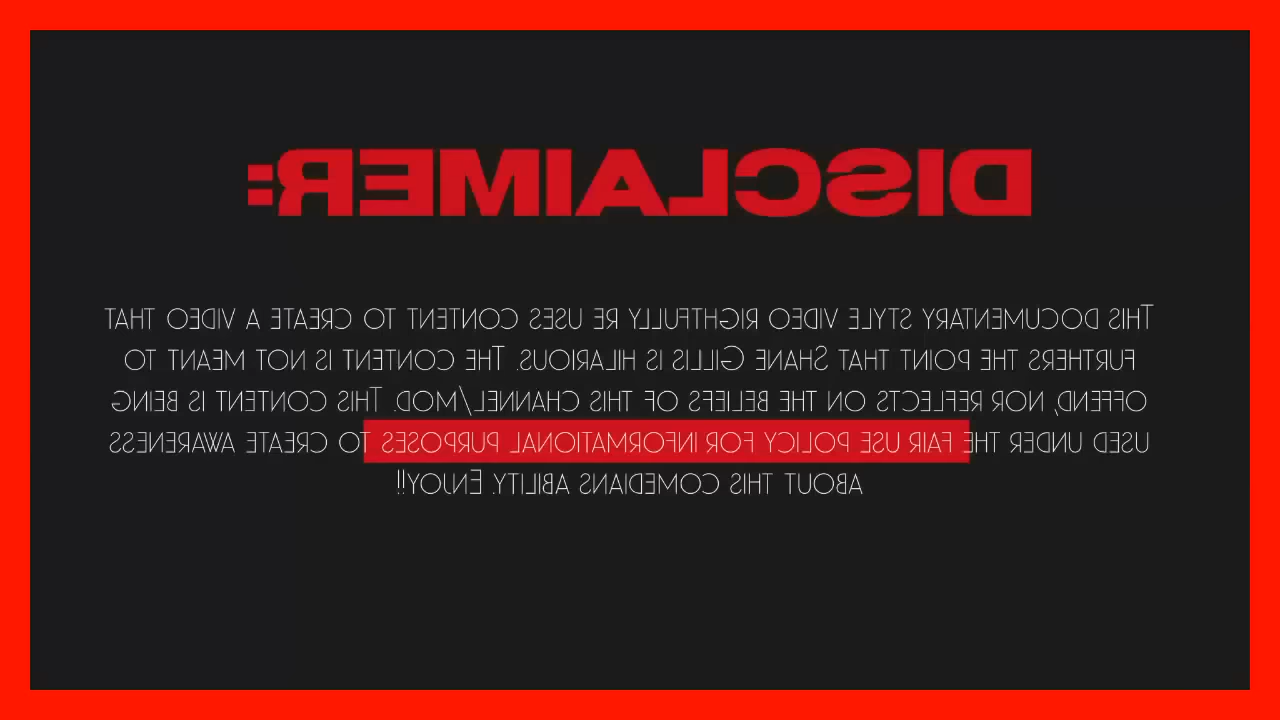 DISCLAIMER:
THIS DOCUMENTARY STYLE VIDEO RIGHTFULLY RE USES CONTENT TO CREATE A VIDEO THAT
FURTHERS THE POINT THAT SHANE GILLIS IS HILARIOUS. THE CONTENT IS NOT MEANT TO
OFFEND, NOR REFLECTS ON THE BELIEFS OF THIS CHANNEL/MOD. THIS CONTENT IS BEING
USED UNDER THE FAIR USE POLICY FOR INFORMATIONAL PURPOSES TO CREATE AWARENESS
ABOUT THIS COMEDIANS ABILITY. ENJOY!!